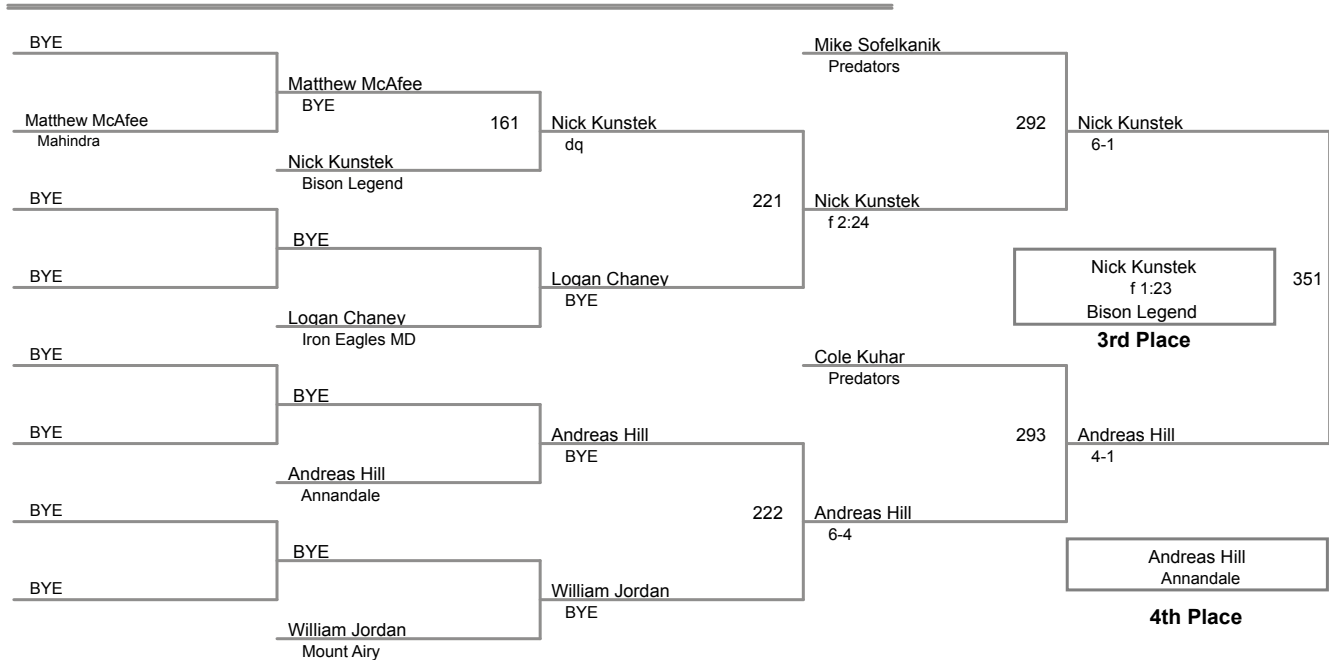 BYE
Mike Sofelkanik
Predators
Matthew McAfee
BYE
Matthew McAfee
Mahindra
161
Nick Kunstek
dq
292
Nick Kunstek
6-1
Nick Kunstek
Bison Legend
BYE
221
Nick Kunstek
f 2:24
BYE
BYE
Logan Chaney
BYE
Nick Kunstek
f 1:23
Bison Legend
351
3rd Place
Logan Chaney
Iron Eagles MD
BYE
Cole Kuhar
Predators
BYE
BYE
Andreas Hill
BYE
293
Andreas Hill
4-1
Andreas Hill
Annandale
BYE
222
Andreas Hill
6-4
BYE
Andreas Hill
Annandale
BYE
William Jordan
BYE
4th Place
William Jordan
Mount Airy